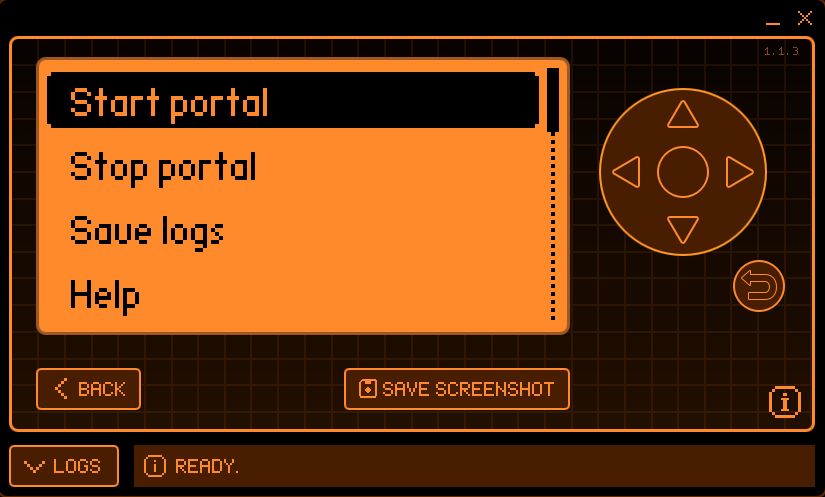 1.1.3
Start portal
Stop portal
Save logs
Help
BACK
SAVE SCREENSHOT
LOGS
READY.